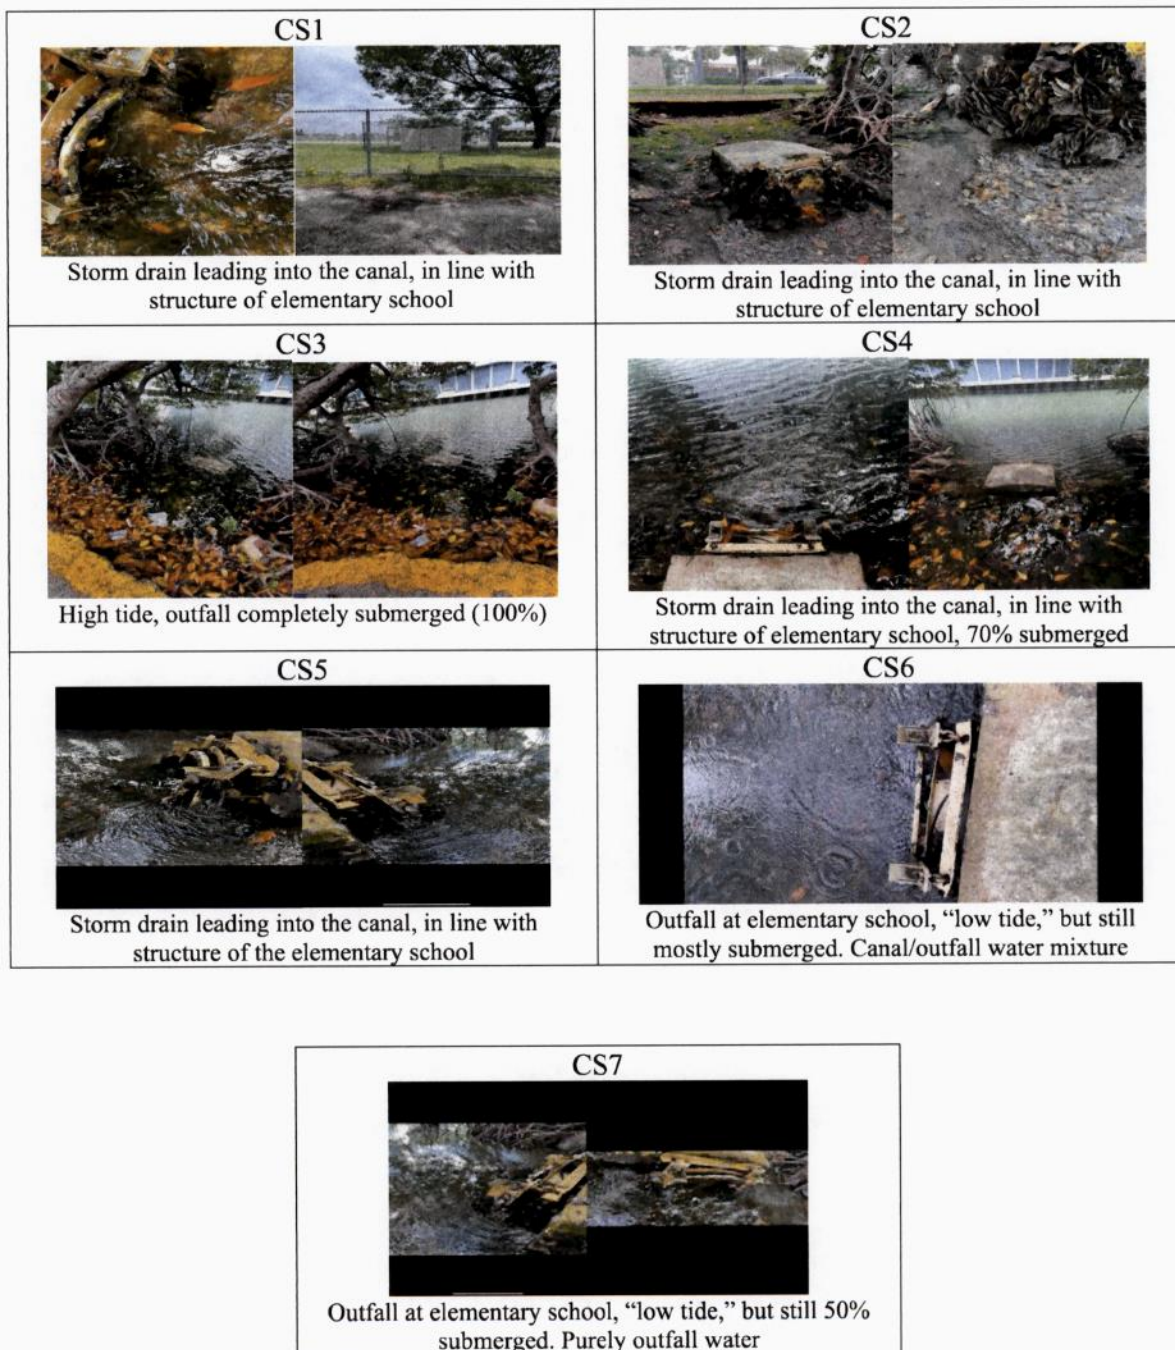 CS1
Storm drain leading into the canal, in line with
structure of elementary school
CS2
Storm drain leading into the canal, in line with
structure of elementary school
CS3
High tide, outfall completely submerged (100%)
CS4
Storm drain leading into the canal, in line with
structure of elementary school, 70% submerged
CS5
Storm drain leading into the canal, in line with
structure of the elementary school
CS6
Outfall at elementary school, “low tide,” but still
mostly submerged. Canal/outfall water mixture
CS7
Outfall at elementary school, “low tide,” but still 50%
submerged. Purely outfall water